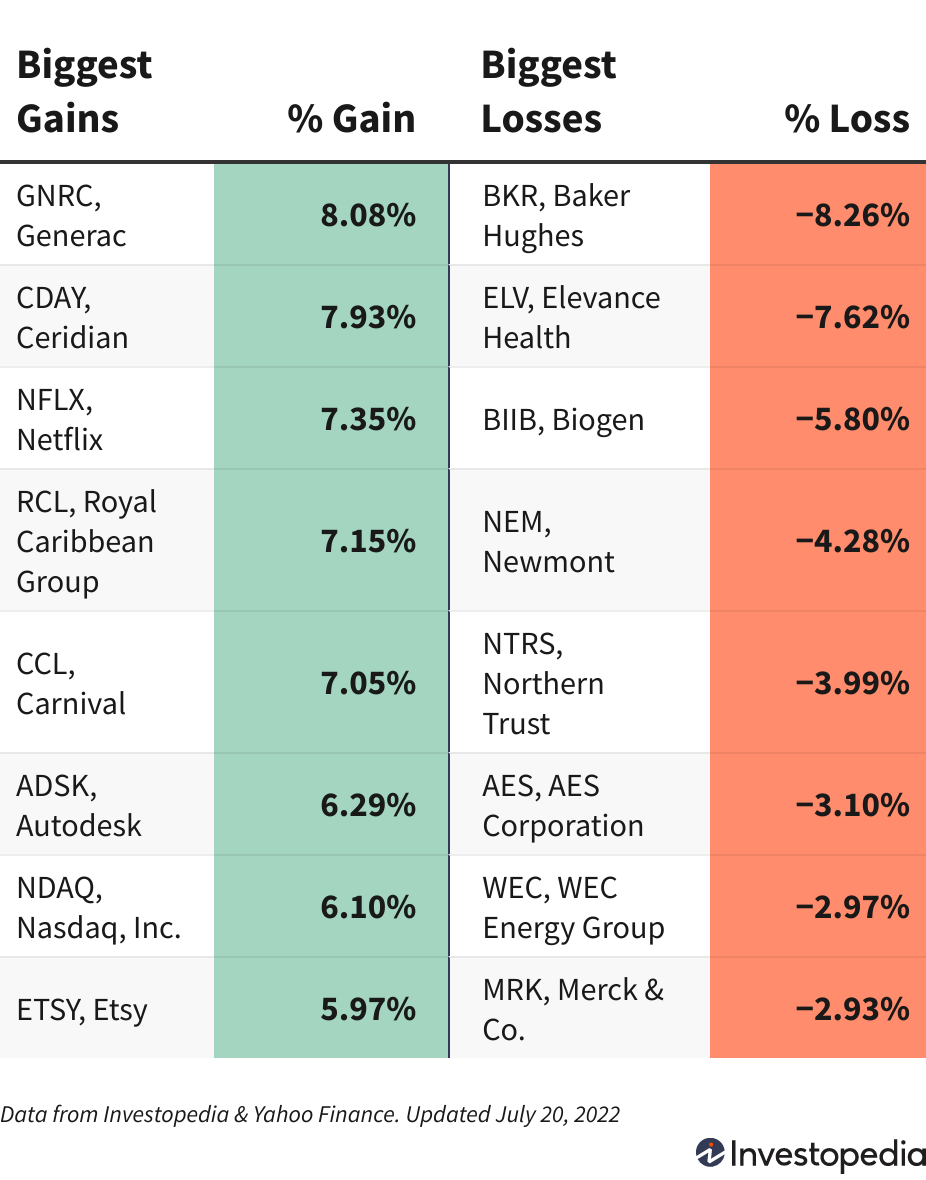 Biggest
Gains
% Gain
Biggest
Losses
% Loss
GNRC,
Generac
8.08%
BKR, Baker
Hughes
−8.26%
CDAY,
Ceridian
7.93%
ELV, Elevance
Health
−7.62%
NFLX,
Netflix
7.35%
BIIB, Biogen
−5.80%
RCL, Royal
Caribbean
Group
7.15%
NEM,
Newmont
−4.28%
CCL,
Carnival
7.05%
NTRS,
Northern
Trust
−3.99%
ADSK,
Autodesk
6.29%
AES, AES
Corporation
−3.10%
NDAQ,
Nasdaq, Inc.
6.10%
WEC, WEC
Energy Group
−2.97%
ETSY, Etsy
5.97%
MRK, Merck &
Co.
−2.93%
Data from Investopedia & Yahoo Finance. Updated July 20, 2022
Investopedia